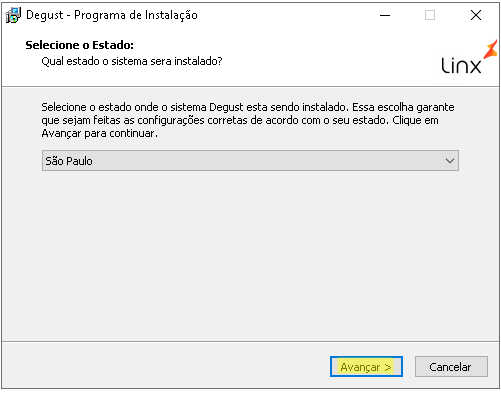 Degust - Programa de Instalação
Selecione o Estado:
Qual estado o sistema sera instalado?
Linx
Selecione o estado onde o sistema Degust esta sendo instalado. Essa escolha garante
que sejam feitas as configurações corretas de acordo com o seu estado. Clique em
Avançar para continuar.
São Paulo
Avançar >
Cancelar